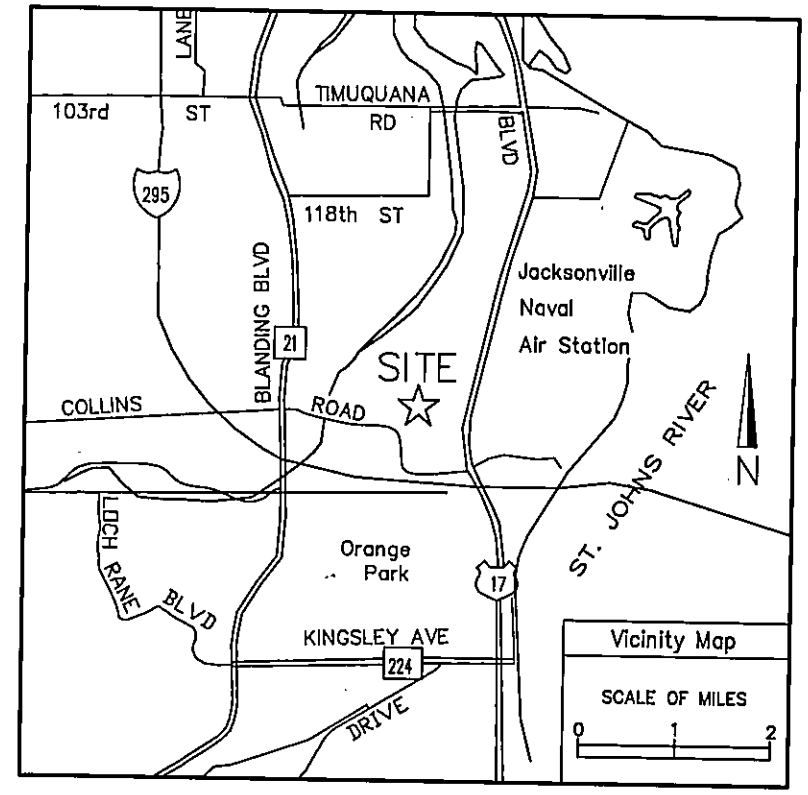 LANE
103rd ST
TIMUQUANA
RD
BLVD
295
118th ST
BLANDING BLVD
21
Jacksonville
Naval
Air Station
SITE
COLLINS
ROAD
N
ST. JOHNS RIVER
LOCH RANE
BLVD
Orange
Park
17
KINGSLEY AVE
224
DRIVE
Vicinity Map
SCALE OF MILES
0 1 2